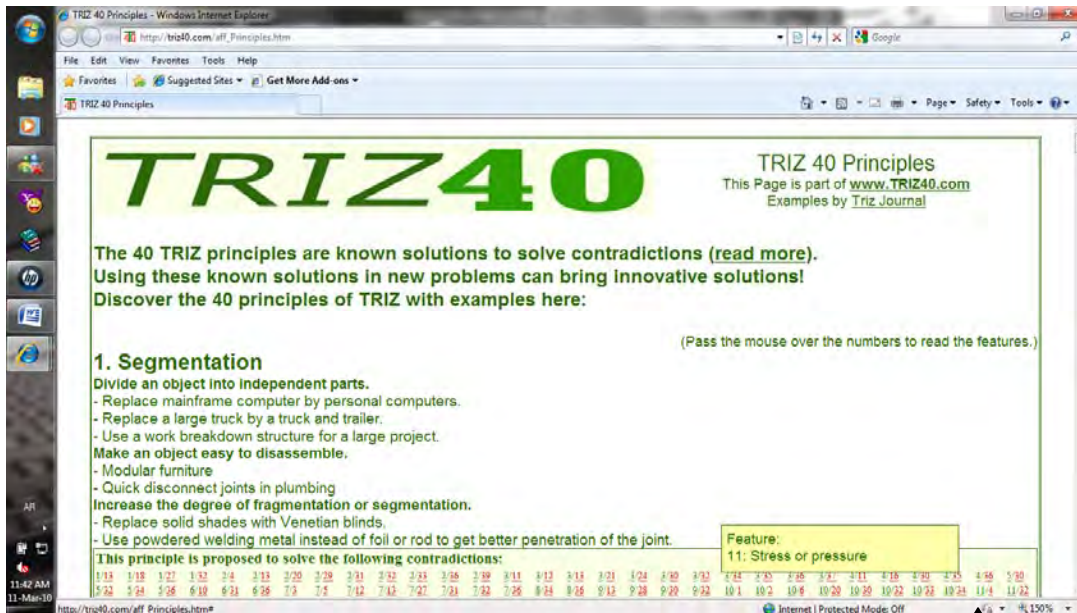 TRIZ 40 Principles - Windows Internet Explorer
http://triz40.com/aff_Principles.htm
Google
File Edit View Favorites Tools Help
Favorites Suggested Sites Get More Add-ons
TRIZ 40 Principles
Page Safety Tools
TRIZ40
TRIZ 40 Principles
This Page is part of www.TRIZ40.com
Examples by Triz Journal
The 40 TRIZ principles are known solutions to solve contradictions (read more).
Using these known solutions in new problems can bring innovative solutions!
Discover the 40 principles of TRIZ with examples here:
(Pass the mouse over the numbers to read the features.)
1. Segmentation
Divide an object into independent parts.
- Replace mainframe computer by personal computers.
- Replace a large truck by a truck and trailer.
- Use a work breakdown structure for a large project.
Make an object easy to disassemble.
- Modular furniture
- Quick disconnect joints in plumbing
Increase the degree of fragmentation or segmentation.
- Replace solid shades with Venetian blinds.
- Use powdered welding metal instead of foil or rod to get better penetration of the joint.
Feature:
11: Stress or pressure
This principle is proposed to solve the following contradictions:
AR
11:42 AM
11-Mar-10
http://triz40.com/aff_Principles.htm#
Internet | Protected Mode: Off
150%